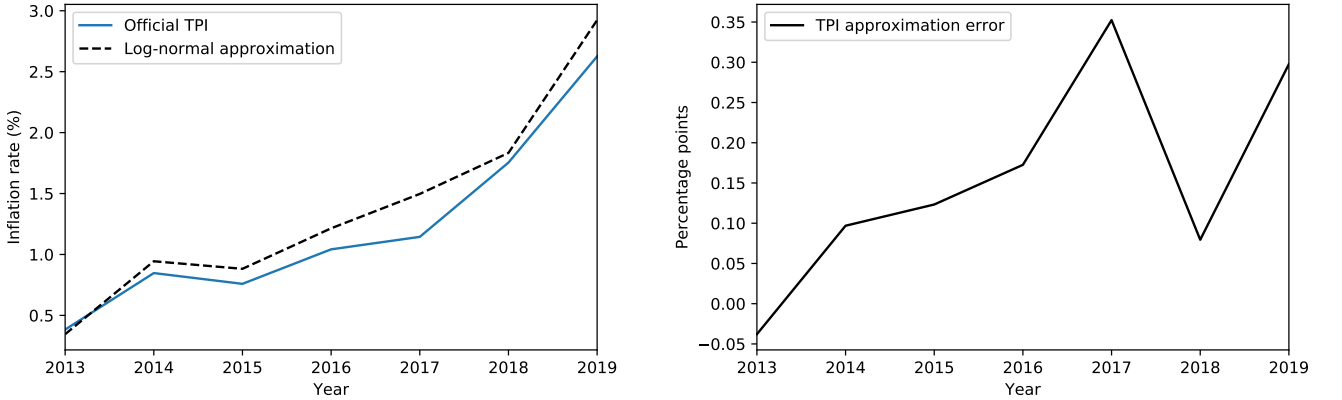 Official TPI
Log-normal approximation
Inflation rate (%)
3.0
2.5
2.0
1.5
1.0
0.5
2013 2014 2015 2016 2017 2018 2019
Year
TPI approximation error
Percentage points
0.35
0.30
0.25
0.20
0.15
0.10
0.05
0.00
−0.05
2013 2014 2015 2016 2017 2018 2019
Year